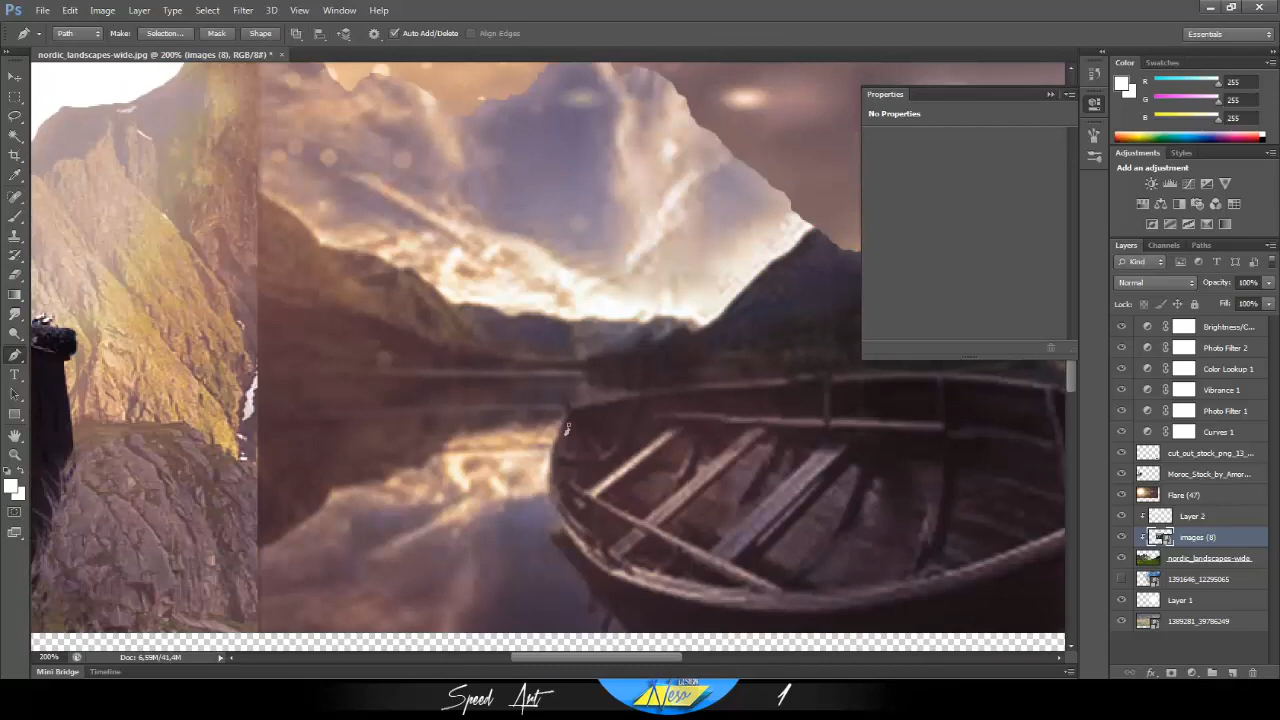 Ps File Edit Image Layer Type Select Filter 3D View Window Help
Path Make: Selection... Mask Shape Auto Add/Delete Align Edges Essentials
nordic_landscapes-wide.jpg @ 200% (images (8), RGB/8#) * ×
Color Swatches
R 255
G 255
B 255
Properties
No Properties
Adjustments Styles
Add an adjustment
Layers Channels Paths
Kind
Normal Opacity: 100%
Lock: Fill: 100%
Brightness/C...
Photo Filter 2
Color Lookup 1
Vibrance 1
Photo Filter 1
Curves 1
cut_out_stock_png_13_...
Moroc_Stock_by_Amor...
Flare (47)
Layer 2
images (8)
nordic_landscapes-wide
1391646_12295065
Layer 1
1389281_39786249
fx
200% Doc: 6,59M/41,4M
Mini Bridge Timeline
Speed Art DESIGN Neso 1